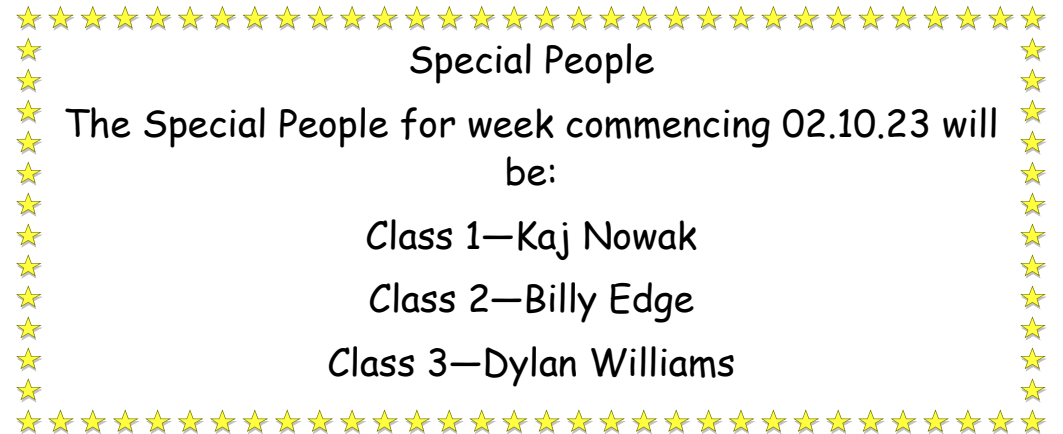 Special People
The Special People for week commencing 02.10.23 will
be:
Class 1—Kaj Nowak
Class 2—Billy Edge
Class 3—Dylan Williams